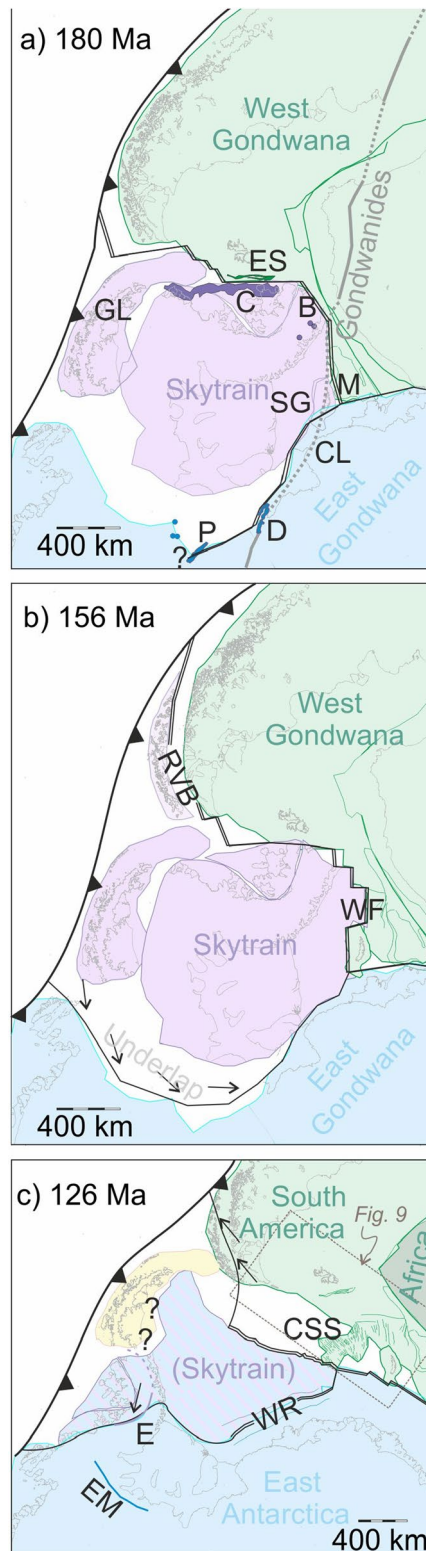 a) 180 Ma
West
Gondwana
Gondwanides
ES
GL
C
B
Skytrain
M
SG
CL
East
Gondwana
P
D
400 km
?
b) 156 Ma
West
Gondwana
RVB
WF
Skytrain
Underlap
East
Gondwana
400 km
c) 126 Ma
South
America
Fig. 9
Africa
?
?
CSS
(Skytrain)
WR
E
EM
East
Antarctica
400 km